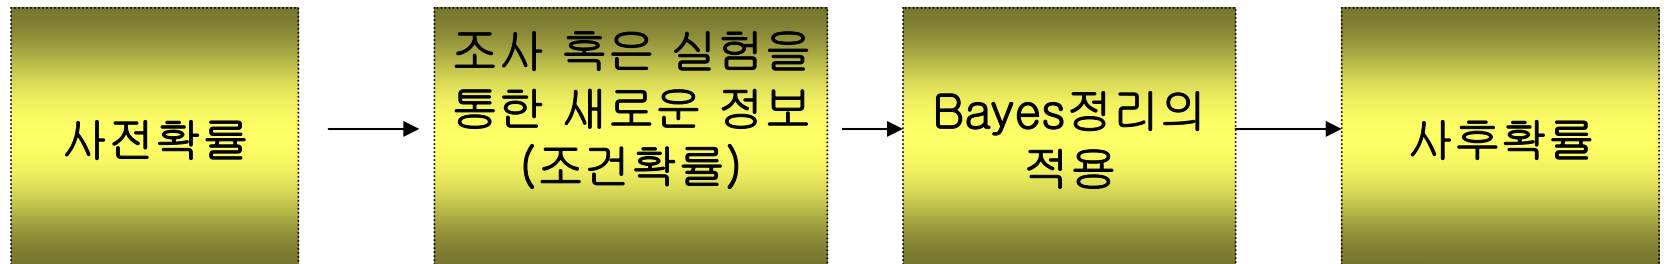 사전확률
조사 혹은 실험을
통한 새로운 정보
(조건확률)
Bayes정리의
적용
사후확률